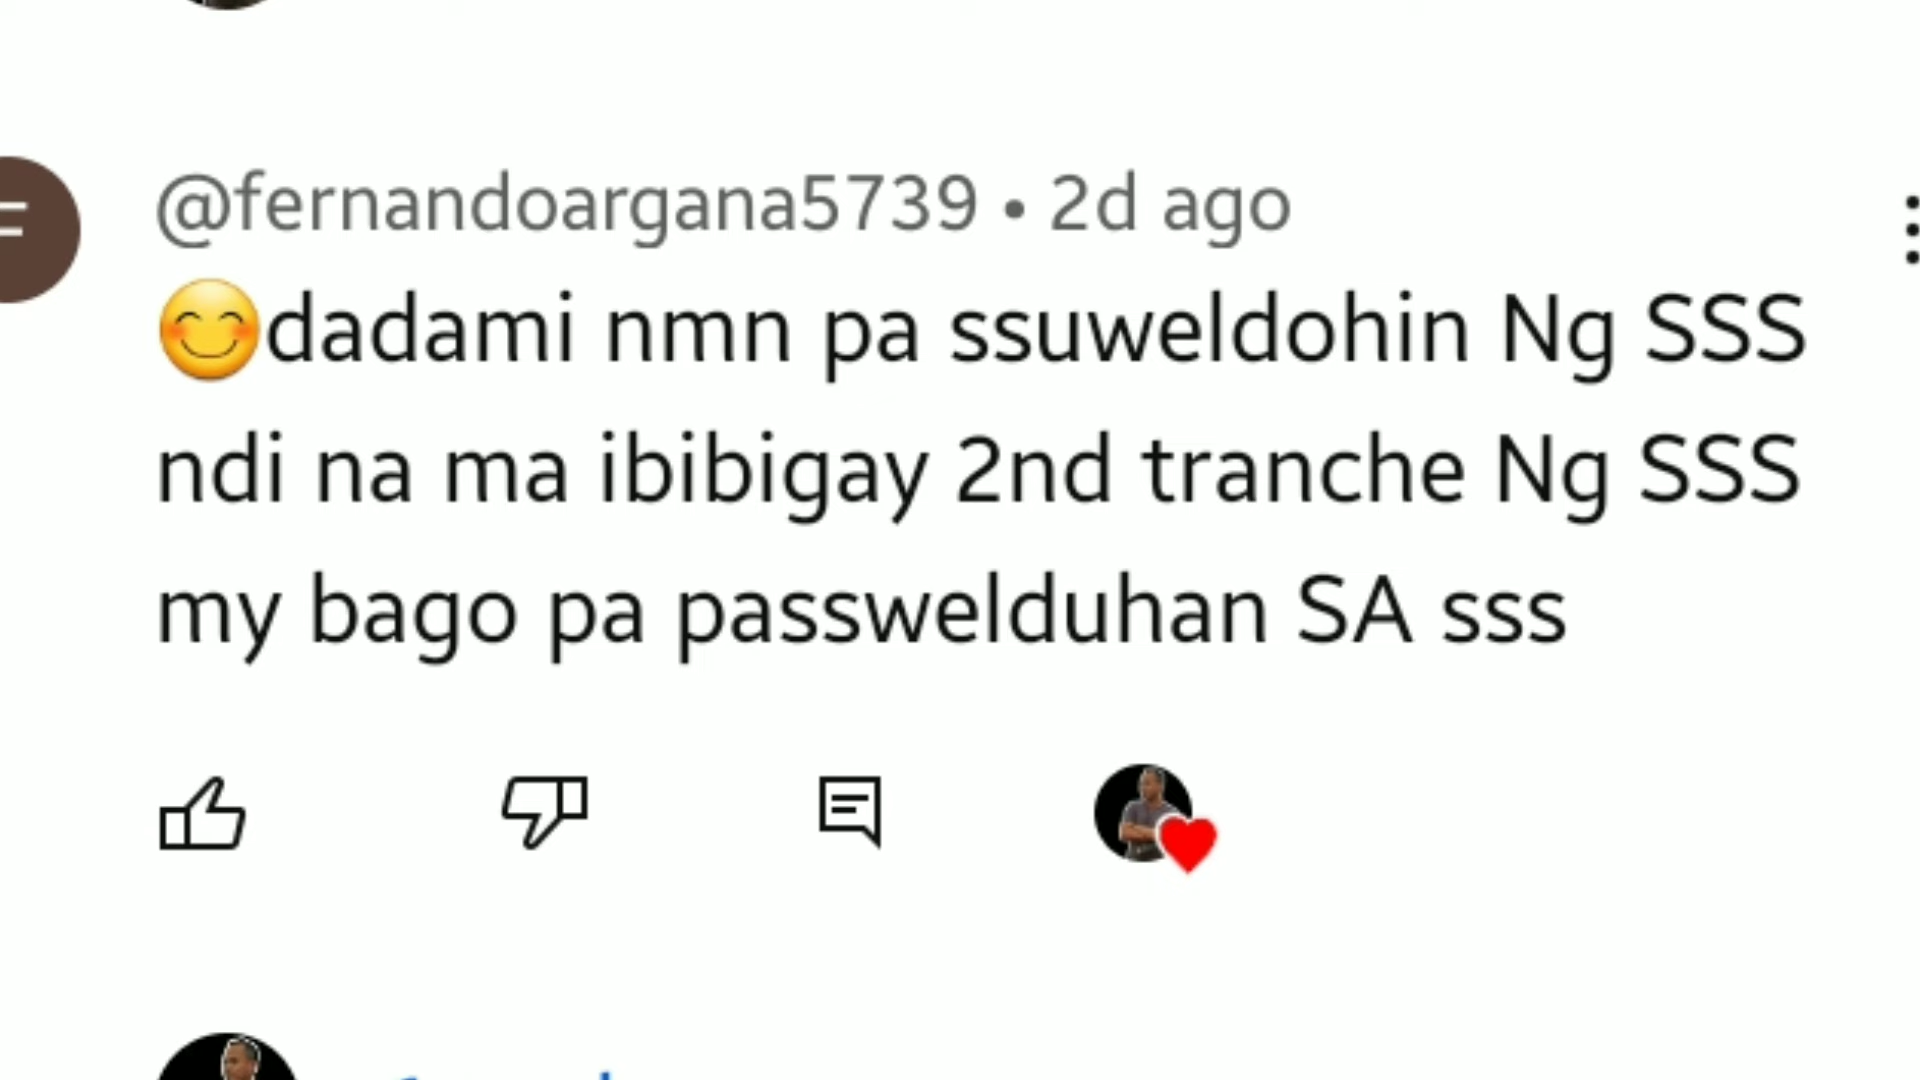 @fernandoargana5739 • 2d ago
😊dadami nmn pa ssuweldohin Ng SSS
ndi na ma ibibigay 2nd tranche Ng SSS
my bago pa passwelduhan SA sss